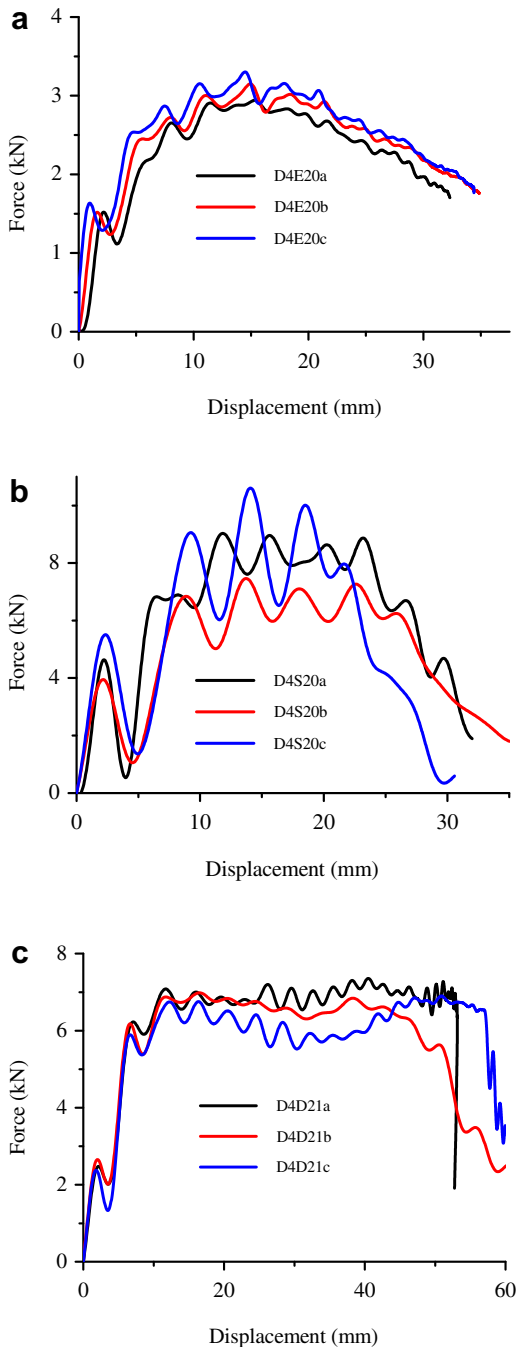 a
4
3
2
1
0
Force (kN)
D4E20a
D4E20b
D4E20c
0 10 20 30
Displacement (mm)
b
8
4
0
Force (kN)
D4S20a
D4S20b
D4S20c
0 10 20 30
Displacement (mm)
c
8
6
4
2
0
Force (kN)
D4D21a
D4D21b
D4D21c
0 20 40 60
Displacement (mm)